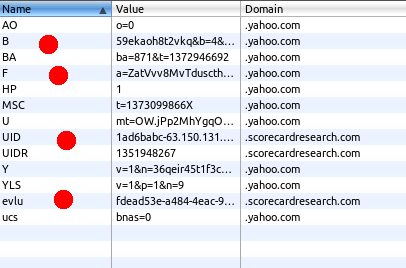 Name Value Domain
AO o=0 .yahoo.com
B 59ekaoh8t2vkq&b=4&... .yahoo.com
BA ba=871&t=1372946692 .yahoo.com
F a=ZatVvv8MvTduscth... .yahoo.com
HP 1 .yahoo.com
MSC t=1373099866X .yahoo.com
U mt=OW.jPp2MhYgqO... .yahoo.com
UID 1ad6babc-63.150.131.... .scorecardresearch.com
UIDR 1351948267 .scorecardresearch.com
Y v=1&n=36qeir45t1f3c... .yahoo.com
YLS v=1&p=1&n=9 .yahoo.com
evlu fdead53e-a484-4eac-9... .scorecardresearch.com
ucs bnas=0 .yahoo.com